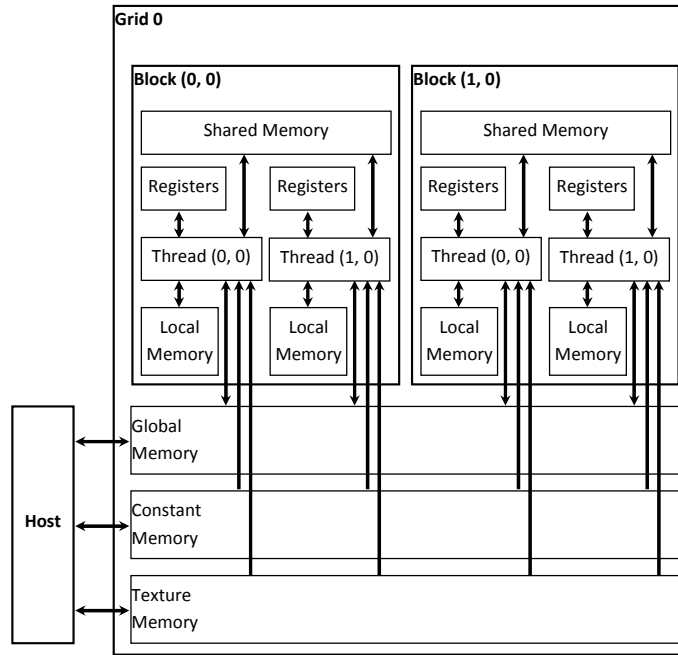 Grid 0
Block (0, 0)
Block (1, 0)
Shared Memory
Shared Memory
Registers
Registers
Registers
Registers
Thread (0, 0)
Thread (1, 0)
Thread (0, 0)
Thread (1, 0)
Local
Memory
Local
Memory
Local
Memory
Local
Memory
Global
Memory
Host
Constant
Memory
Texture
Memory